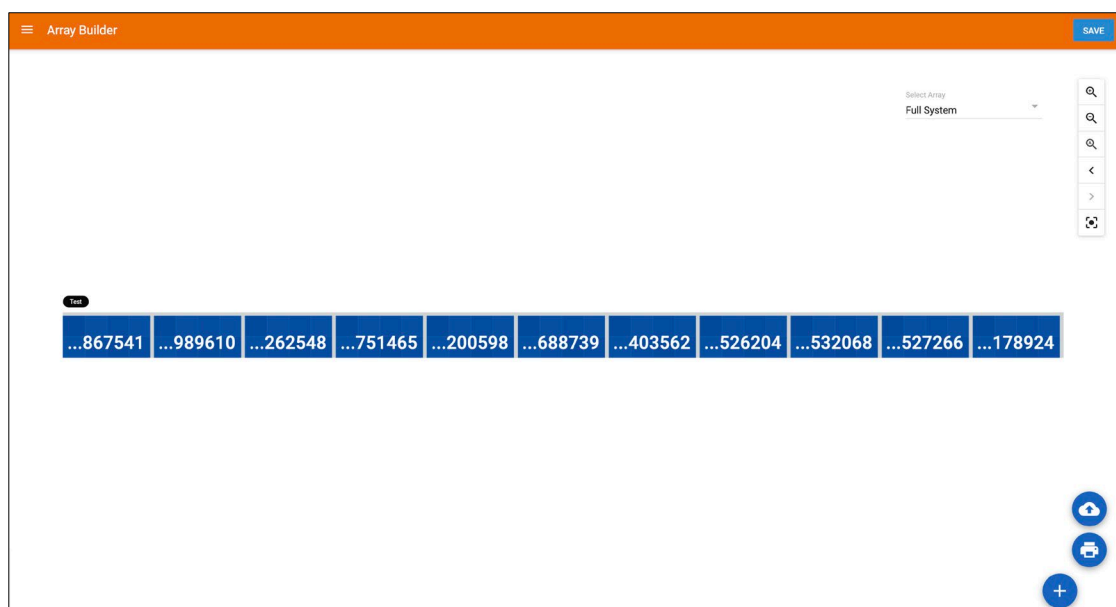 Array Builder
SAVE
Select Array
Full System
Test
...867541 ...989610 ...262548 ...751465 ...200598 ...688739 ...403562 ...526204 ...532068 ...527266 ...178924